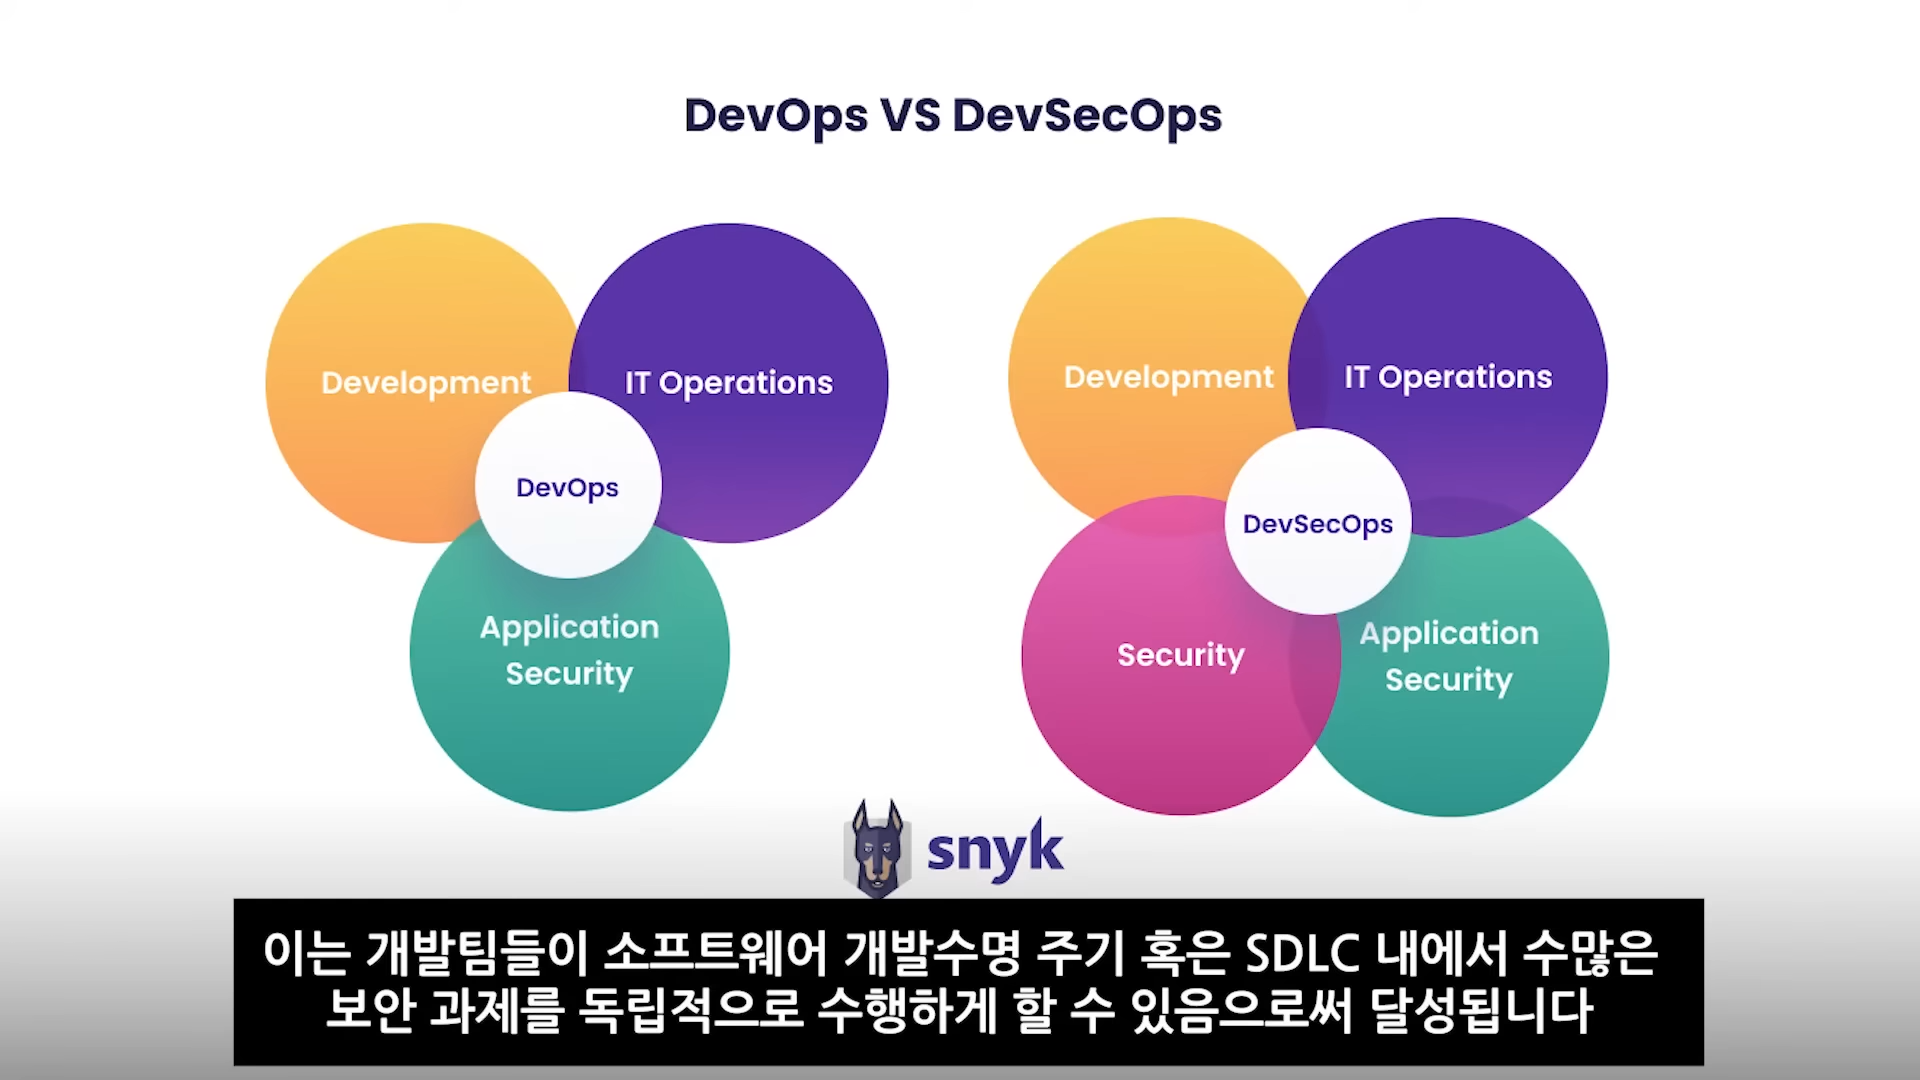 DevOps VS DevSecOps
Development
IT Operations
DevOps
Application
Security
Development
IT Operations
DevSecOps
Security
Application
Security
snyk
이는 개발팀들이 소프트웨어 개발수명 주기 혹은 SDLC 내에서 수많은
보안 과제를 독립적으로 수행하게 할 수 있음으로써 달성됩니다